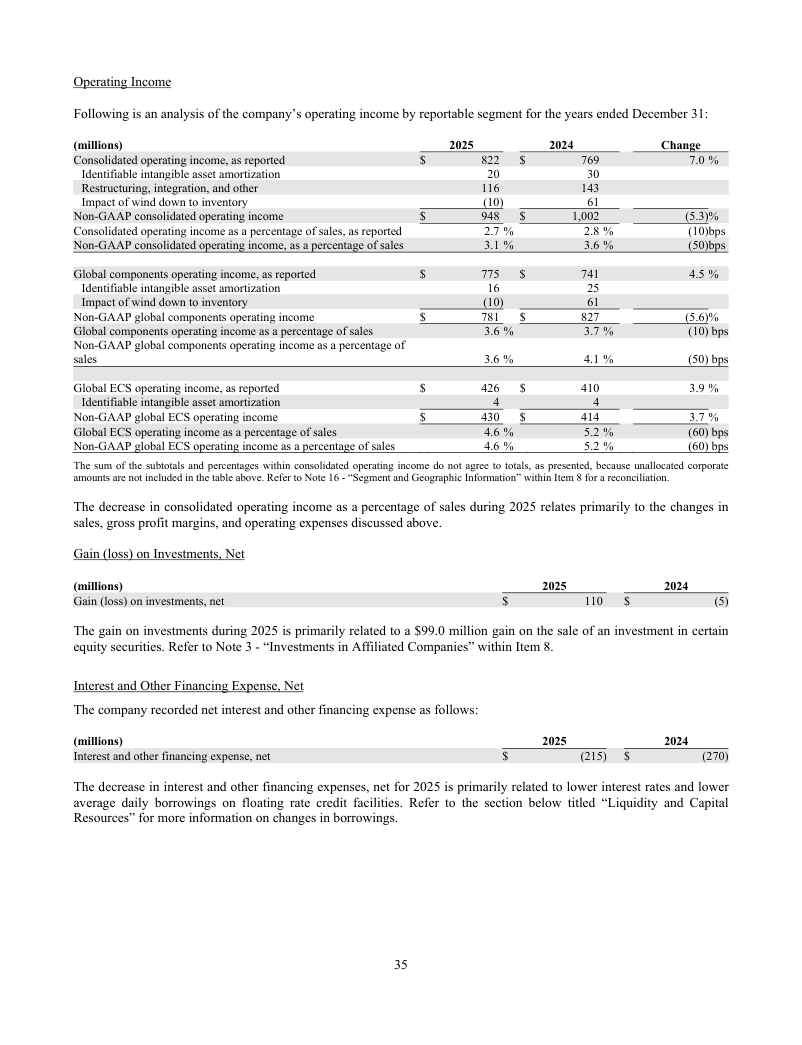 Operating Income
Following is an analysis of the company's operating income by reportable segment for the years ended December 31:
(millions) 2025 2024 Change
Consolidated operating income, as reported $ 822 $ 769 7.0 %
Identifiable intangible asset amortization 20 30
Restructuring, integration, and other 116 143
Impact of wind down to inventory (10) 61
Non-GAAP consolidated operating income $ 948 $ 1,002 (5.3)%
Consolidated operating income as a percentage of sales, as reported 2.7 % 2.8 % (10)bps
Non-GAAP consolidated operating income, as a percentage of sales 3.1 % 3.6 % (50)bps
Global components operating income, as reported $ 775 $ 741 4.5 %
Identifiable intangible asset amortization 16 25
Impact of wind down to inventory (10) 61
Non-GAAP global components operating income $ 781 $ 827 (5.6)%
Global components operating income as a percentage of sales 3.6 % 3.7 % (10) bps
Non-GAAP global components operating income as a percentage of
sales 3.6 % 4.1 % (50) bps
Global ECS operating income, as reported $ 426 $ 410 3.9 %
Identifiable intangible asset amortization 4 4
Non-GAAP global ECS operating income $ 430 $ 414 3.7 %
Global ECS operating income as a percentage of sales 4.6 % 5.2 % (60) bps
Non-GAAP global ECS operating income as a percentage of sales 4.6 % 5.2 % (60) bps
The sum of the subtotals and percentages within consolidated operating income do not agree to totals, as presented, because unallocated corporate
amounts are not included in the table above. Refer to Note 16 - “Segment and Geographic Information” within Item 8 for a reconciliation.
The decrease in consolidated operating income as a percentage of sales during 2025 relates primarily to the changes in
sales, gross profit margins, and operating expenses discussed above.
Gain (loss) on Investments, Net
(millions) 2025 2024
Gain (loss) on investments, net $ 110 $ (5)
The gain on investments during 2025 is primarily related to a $99.0 million gain on the sale of an investment in certain
equity securities. Refer to Note 3 - “Investments in Affiliated Companies” within Item 8.
Interest and Other Financing Expense, Net
The company recorded net interest and other financing expense as follows:
(millions) 2025 2024
Interest and other financing expense, net $ (215) $ (270)
The decrease in interest and other financing expenses, net for 2025 is primarily related to lower interest rates and lower
average daily borrowings on floating rate credit facilities. Refer to the section below titled “Liquidity and Capital
Resources” for more information on changes in borrowings.
35